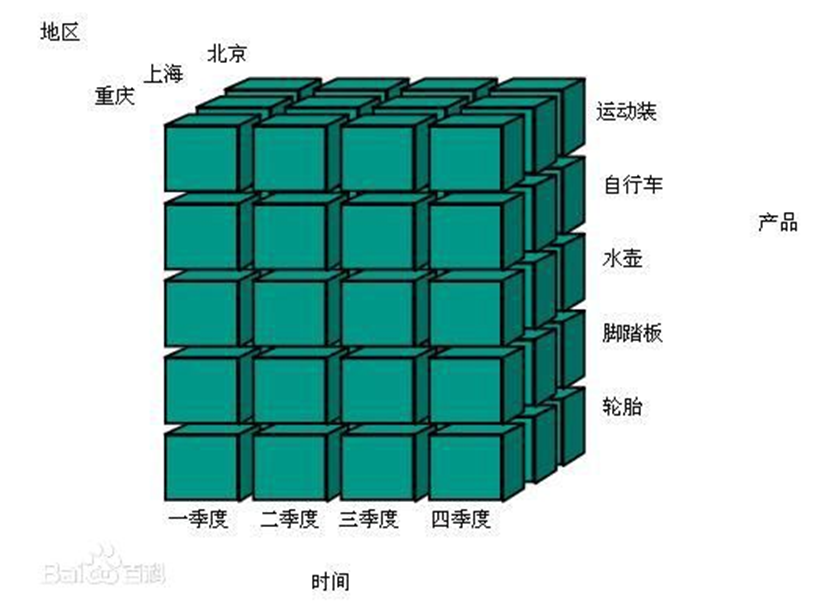 地区
北京
上海
重庆
运动装
自行车
产品
水壶
脚踏板
轮胎
一季度 二季度 三季度 四季度
时间
Baidu百科